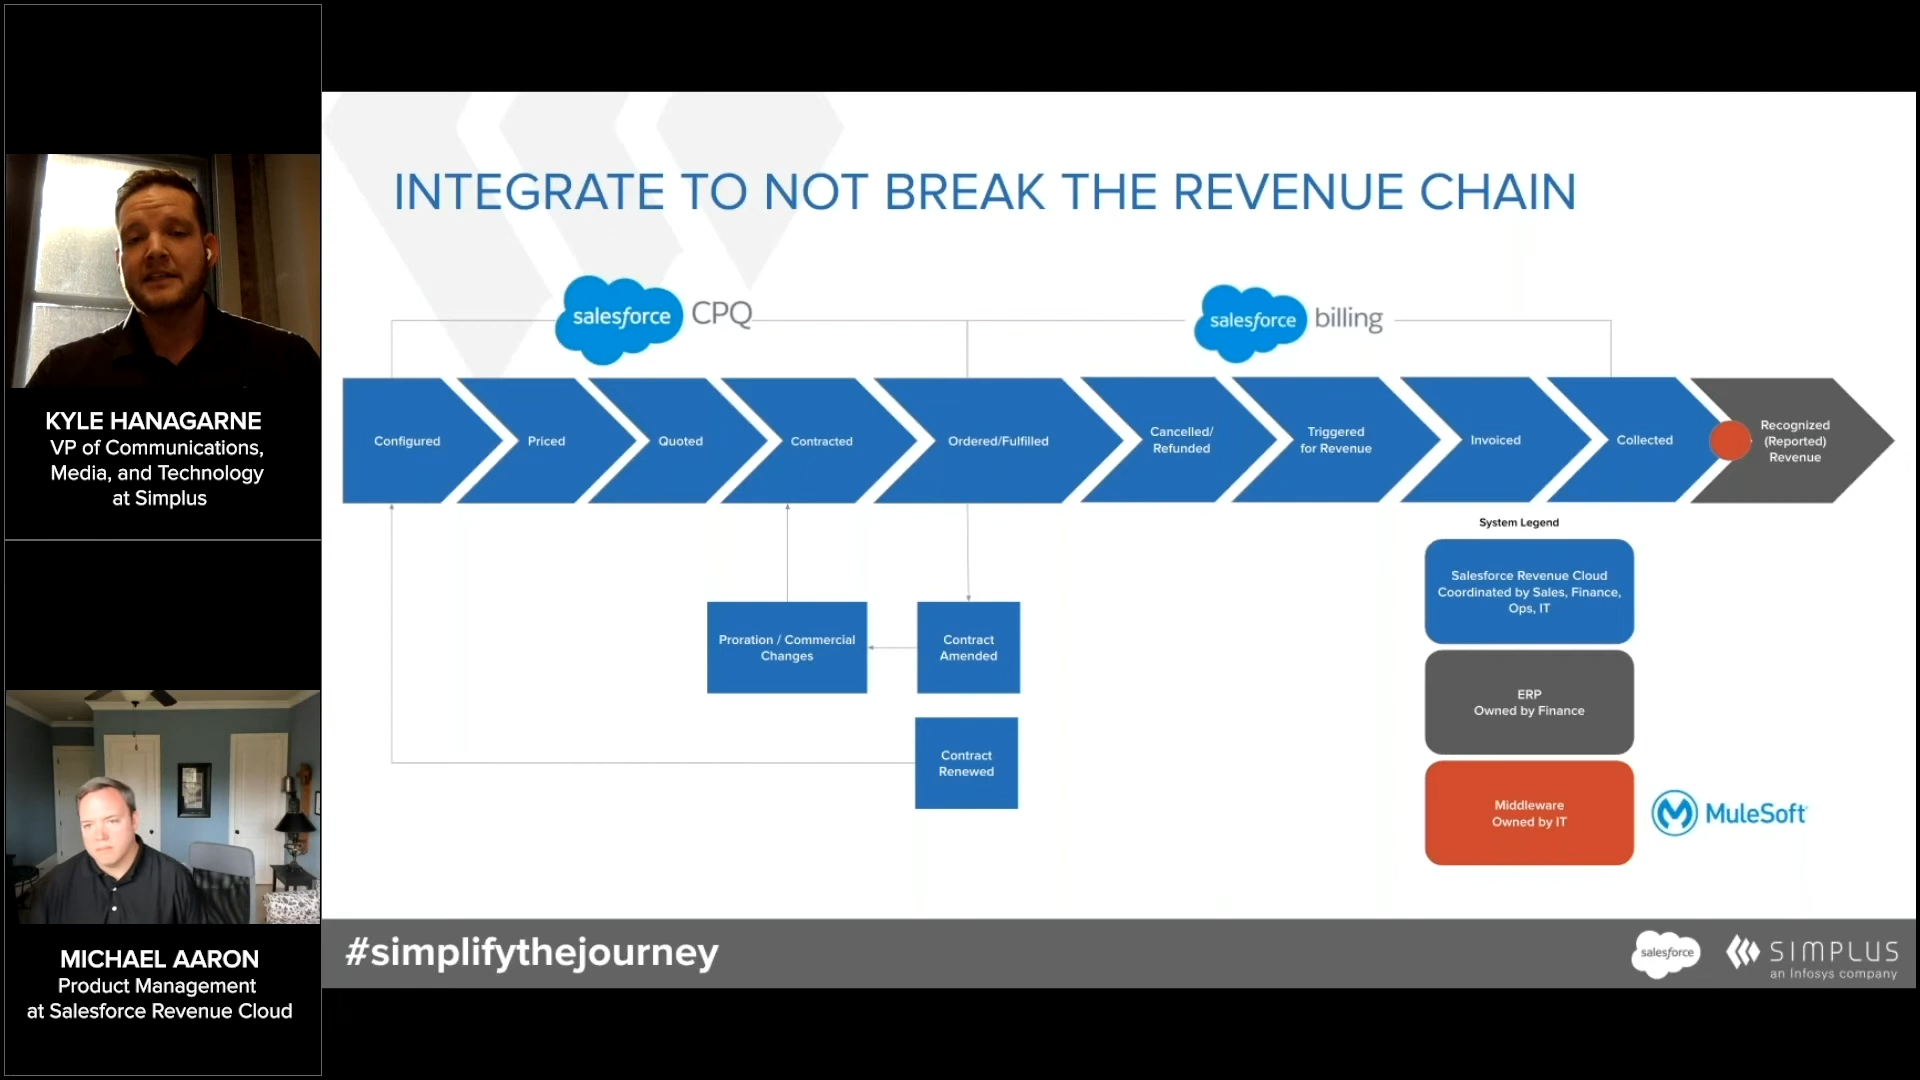 KYLE HANAGARNE
VP of Communications,
Media, and Technology
at Simplus
MICHAEL AARON
Product Management
at Salesforce Revenue Cloud
INTEGRATE TO NOT BREAK THE REVENUE CHAIN
salesforce CPQ
salesforce billing
Configured
Priced
Quoted
Contracted
Ordered/Fulfilled
Cancelled/
Refunded
Triggered
for Revenue
Invoiced
Collected
Recognized
(Reported)
Revenue
Proration / Commercial
Changes
Contract
Amended
Contract
Renewed
System Legend
Salesforce Revenue Cloud
Coordinated by Sales, Finance,
Ops, IT
ERP
Owned by Finance
Middleware
Owned by IT
MuleSoft
#simplifythejourney
salesforce
SIMPLUS
an Infosys company